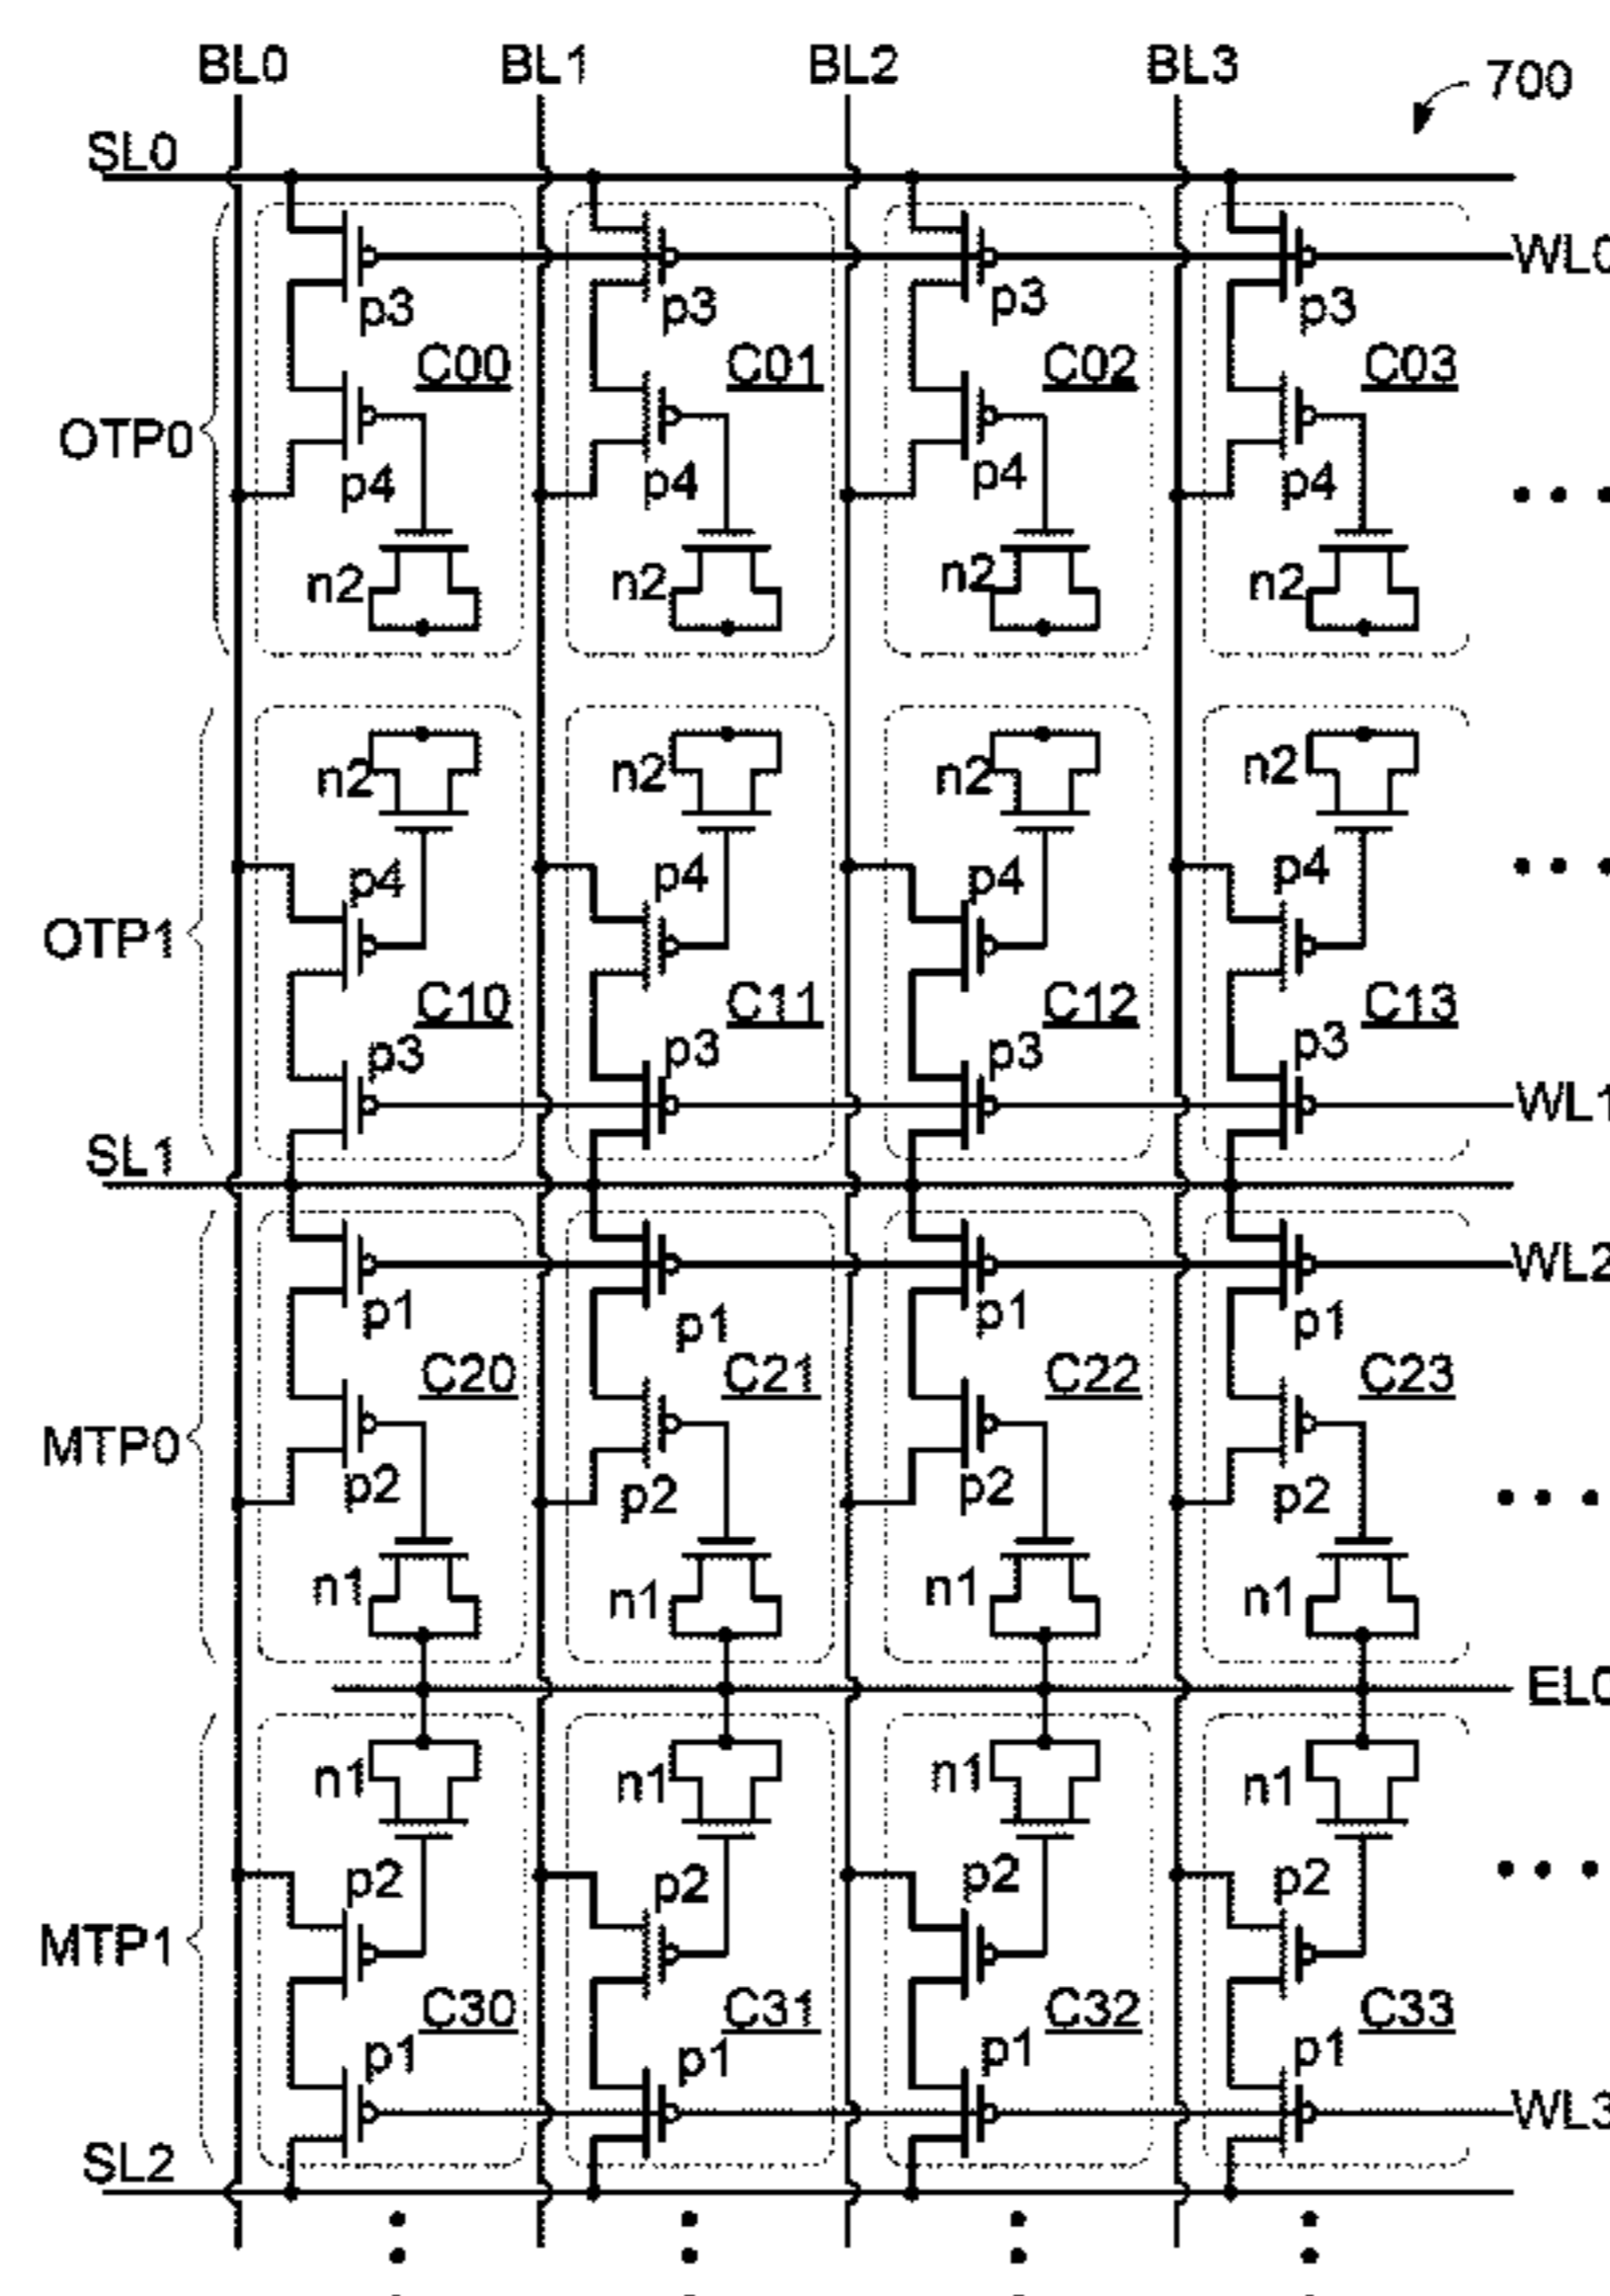 BL0 BL1 BL2 BL3
700
SL0
WL0
p3 p3 p3 p3
C00 C01 C02 C03
OTP0
p4 p4 p4 p4
n2 n2 n2 n2
n2 n2 n2 n2
p4 p4 p4 p4
OTP1
C10 C11 C12 C13
p3 p3 p3 p3
WL1
SL1
WL2
p1 p1 p1 p1
C20 C21 C22 C23
MTP0
p2 p2 p2 p2
n1 n1 n1 n1
EL0
n1 n1 n1 n1
p2 p2 p2 p2
MTP1
C30 C31 C32 C33
p1 p1 p1 p1
WL3
SL2